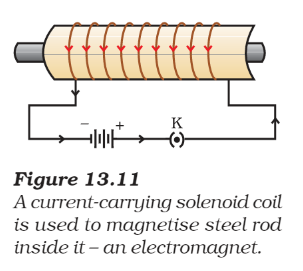 − + K
Figure 13.11
A current-carrying solenoid coil
is used to magnetise steel rod
inside it – an electromagnet.